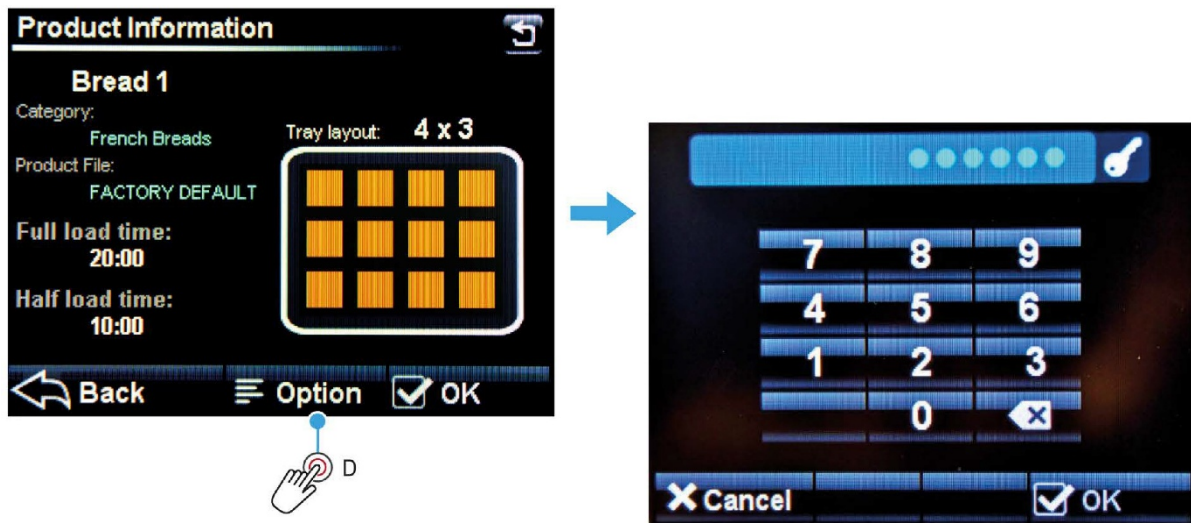 Product Information
Bread 1
Category:
French Breads
Product File:
FACTORY DEFAULT
Full load time:
20:00
Half load time:
10:00
Tray layout: 4 x 3
Back Option OK
D
7 8 9
4 5 6
1 2 3
0
Cancel OK